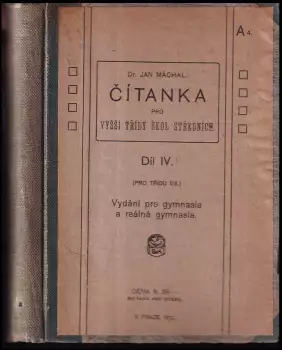 A 4.
Dr. JAN MÁCHAL.
ČÍTANKA
PRO
VYŠŠÍ TŘÍDY ŠKOL STŘEDNÍCH.
Díl IV.
(PRO TŘÍDU VIII.)
Vydání pro gymnasia
a reálná gymnasia.
CENA K
V PRAZE